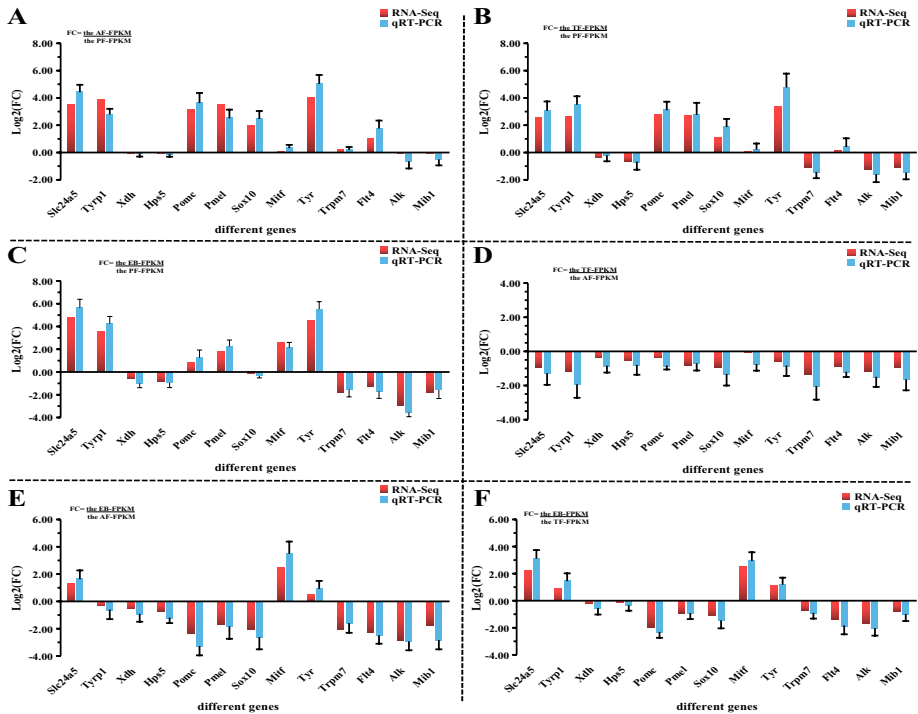 A
FC= the AF-FPKM
the PF-FPKM
RNA-Seq
qRT-PCR
Log2(FC)
8.00
6.00
4.00
2.00
0.00
-2.00
Slc24a5
Tyrp1
Xdh
Hps5
Pomc
Pmel
Sox10
Mitf
Tyr
Trpm7
Flt4
Alk
Mib1
different genes
B
FC= the TF-FPKM
the PF-FPKM
RNA-Seq
qRT-PCR
Log2(FC)
8.00
6.00
4.00
2.00
0.00
-2.00
Slc24a5
Tyrp1
Xdh
Hps5
Pomc
Pmel
Sox10
Mitf
Tyr
Trpm7
Flt4
Alk
Mib1
different genes
C
FC= the EB-FPKM
the PF-FPKM
RNA-Seq
qRT-PCR
Log2(FC)
8.00
6.00
4.00
2.00
0.00
-2.00
-4.00
Slc24a5
Tyrp1
Xdh
Hps5
Pomc
Pmel
Sox10
Mitf
Tyr
Trpm7
Flt4
Alk
Mib1
different genes
D
FC= the TF-FPKM
the AF-FPKM
RNA-Seq
qRT-PCR
Log2(FC)
4.00
2.00
0.00
-2.00
-4.00
Slc24a5
Tyrp1
Xdh
Hps5
Pomc
Pmel
Sox10
Mitf
Tyr
Trpm7
Flt4
Alk
Mib1
different genes
E
FC= the EB-FPKM
the AF-FPKM
RNA-Seq
qRT-PCR
Log2(FC)
6.00
4.00
2.00
0.00
-2.00
-4.00
Slc24a5
Tyrp1
Xdh
Hps5
Pomc
Pmel
Sox10
Mitf
Tyr
Trpm7
Flt4
Alk
Mib1
different genes
F
FC= the EB-FPKM
the TF-FPKM
RNA-Seq
qRT-PCR
Log2(FC)
6.00
4.00
2.00
0.00
-2.00
-4.00
Slc24a5
Tyrp1
Xdh
Hps5
Pomc
Pmel
Sox10
Mitf
Tyr
Trpm7
Flt4
Alk
Mib1
different genes